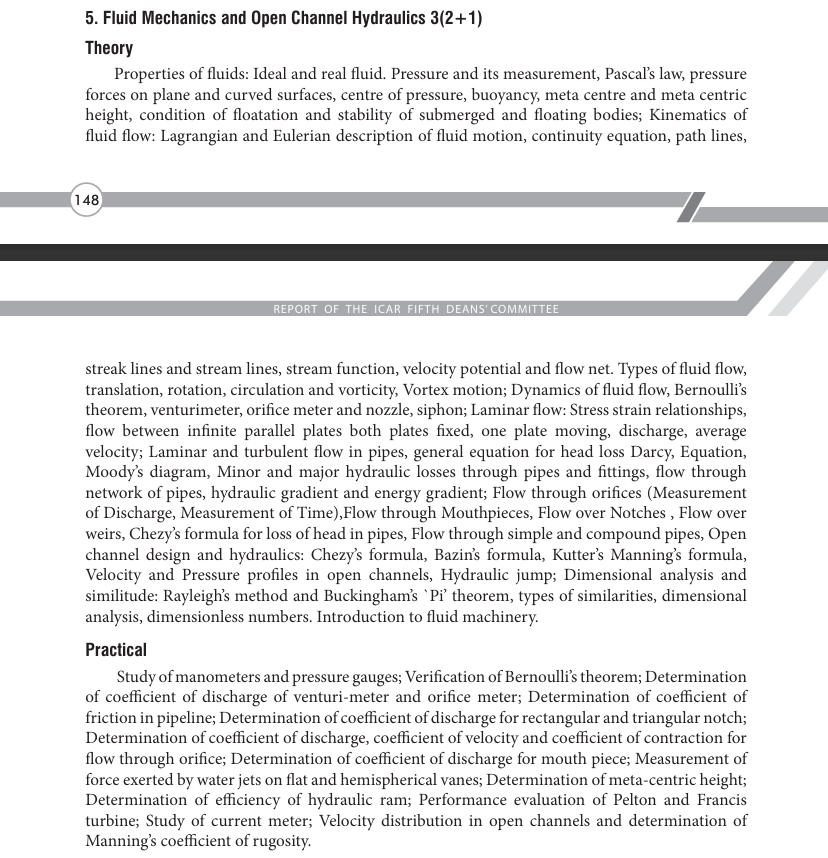 5. Fluid Mechanics and Open Channel Hydraulics 3(2+1)
Theory
Properties of fluids: Ideal and real fluid. Pressure and its measurement, Pascal's law, pressure
forces on plane and curved surfaces, centre of pressure, buoyancy, meta centre and meta centric
height, condition of floatation and stability of submerged and floating bodies; Kinematics of
fluid flow: Lagrangian and Eulerian description of fluid motion, continuity equation, path lines,
148
REPORT OF THE ICAR FIFTH DEANS' COMMITTEE
streak lines and stream lines, stream function, velocity potential and flow net. Types of fluid flow,
translation, rotation, circulation and vorticity, Vortex motion; Dynamics of fluid flow, Bernoulli's
theorem, venturimeter, orifice meter and nozzle, siphon; Laminar flow: Stress strain relationships,
flow between infinite parallel plates both plates fixed, one plate moving, discharge, average
velocity; Laminar and turbulent flow in pipes, general equation for head loss Darcy, Equation,
Moody's diagram, Minor and major hydraulic losses through pipes and fittings, flow through
network of pipes, hydraulic gradient and energy gradient; Flow through orifices (Measurement
of Discharge, Measurement of Time),Flow through Mouthpieces, Flow over Notches , Flow over
weirs, Chezy's formula for loss of head in pipes, Flow through simple and compound pipes, Open
channel design and hydraulics: Chezy's formula, Bazin's formula, Kutter's Manning's formula,
Velocity and Pressure profiles in open channels, Hydraulic jump; Dimensional analysis and
similitude: Rayleigh's method and Buckingham's `Pi' theorem, types of similarities, dimensional
analysis, dimensionless numbers. Introduction to fluid machinery.
Practical
Study of manometers and pressure gauges; Verification of Bernoulli's theorem; Determination
of coefficient of discharge of venturi-meter and orifice meter; Determination of coefficient of
friction in pipeline; Determination of coefficient of discharge for rectangular and triangular notch;
Determination of coefficient of discharge, coefficient of velocity and coefficient of contraction for
flow through orifice; Determination of coefficient of discharge for mouth piece; Measurement of
force exerted by water jets on flat and hemispherical vanes; Determination of meta-centric height;
Determination of efficiency of hydraulic ram; Performance evaluation of Pelton and Francis
turbine; Study of current meter; Velocity distribution in open channels and determination of
Manning's coefficient of rugosity.